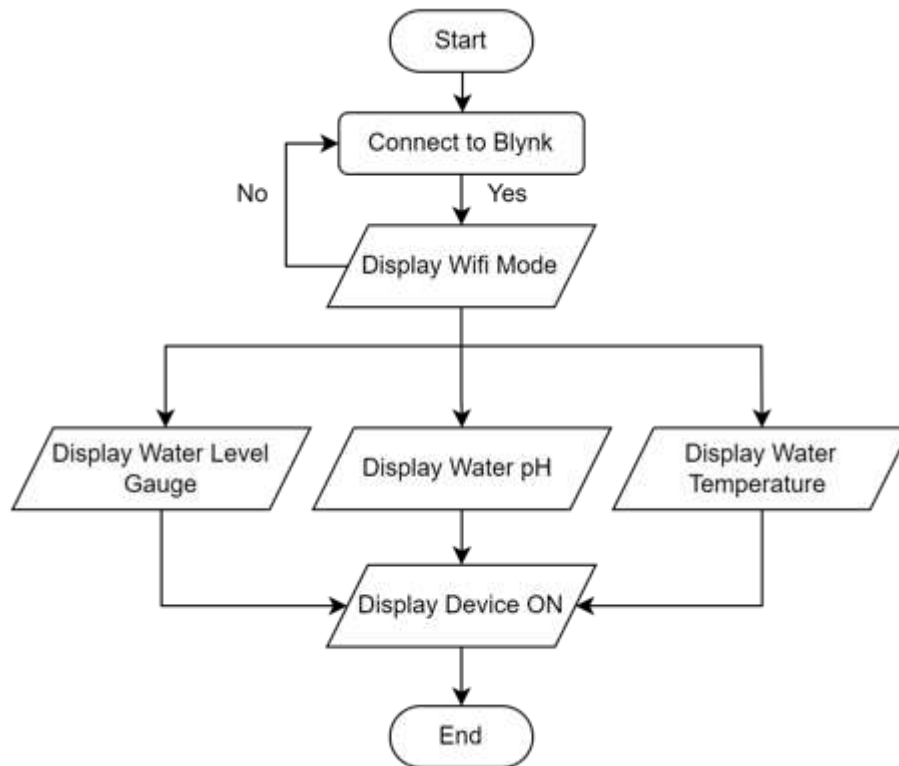 Start
Connect to Blynk
No
Yes
Display Wifi Mode
Display Water Level
Gauge
Display Water pH
Display Water
Temperature
Display Device ON
End